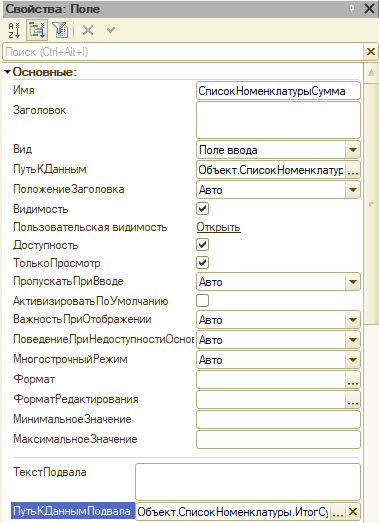 Свойства: Поле
Поиск (Ctrl+Alt+I)
Основные:
Имя СписокНоменклатурыСумма
Заголовок
Вид Поле ввода
ПутьКДанным Объект.СписокНоменклатур
ПоложениеЗаголовка Авто
Видимость
Пользовательская видимость Открыть
Доступность
ТолькоПросмотр
ПропускатьПриВводе Авто
АктивизироватьПоУмолчанию
ВажностьПриОтображении Авто
ПоведениеПриНедоступностиОснов Авто
МногострочныйРежим Авто
Формат
ФорматРедактирования
МинимальноеЗначение
МаксимальноеЗначение
ТекстПодвала
ПутьКДаннымПодвала Объект.СписокНоменклатуры.ИтогСу